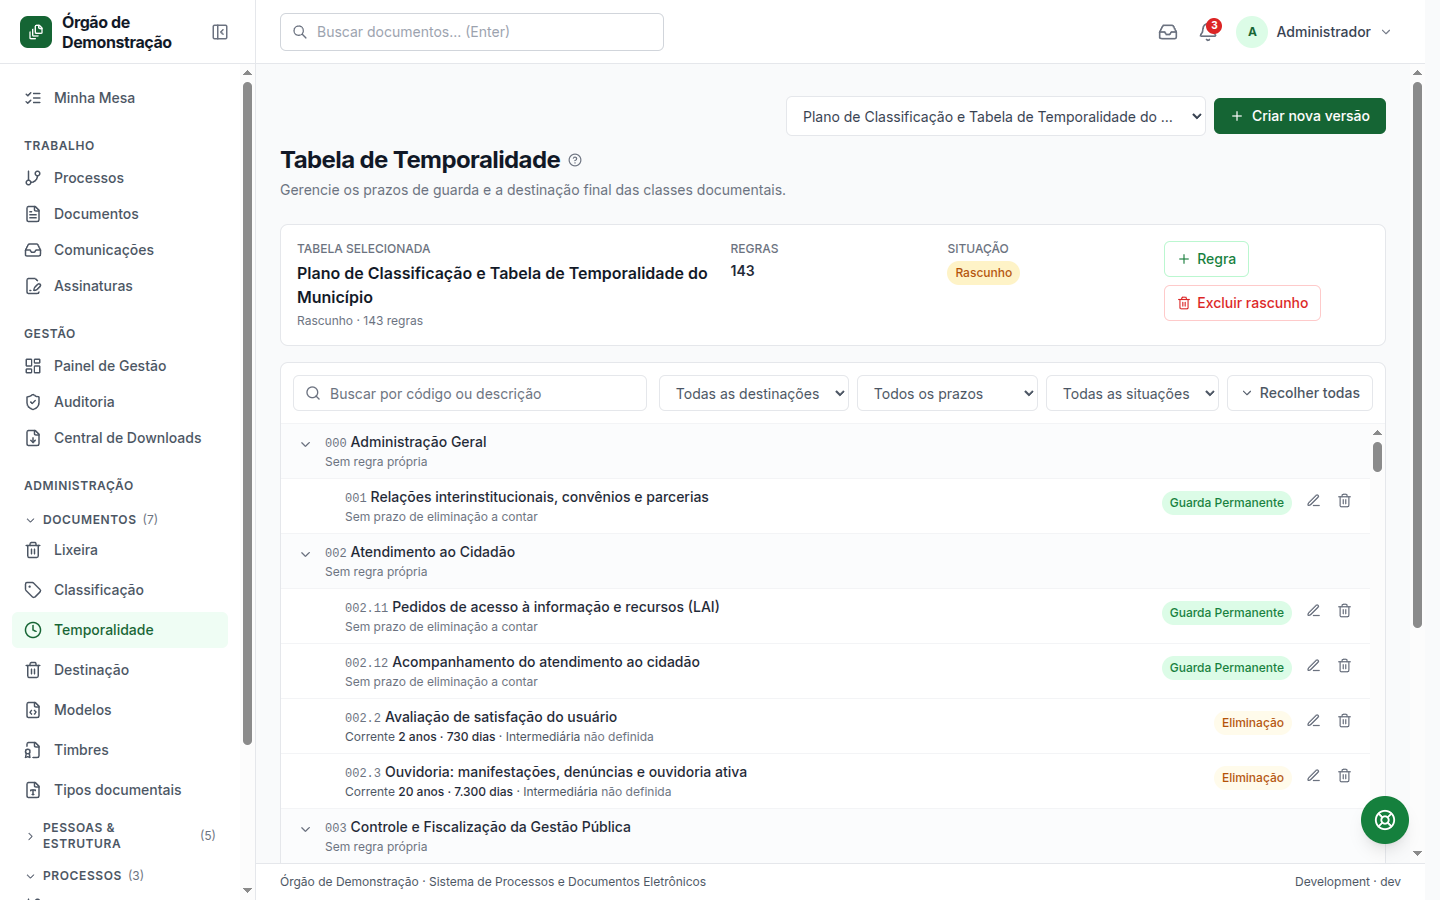 Órgão de
Demonstração
Buscar documentos... (Enter)
3
A
Administrador
Minha Mesa
TRABALHO
Processos
Documentos
Comunicações
Assinaturas
GESTÃO
Painel de Gestão
Auditoria
Central de Downloads
ADMINISTRAÇÃO
DOCUMENTOS (7)
Lixeira
Classificação
Temporalidade
Destinação
Modelos
Timbres
Tipos documentais
PESSOAS &
ESTRUTURA
(5)
PROCESSOS (3)
Plano de Classificação e Tabela de Temporalidade do ...
Criar nova versão
Tabela de Temporalidade
Gerencie os prazos de guarda e a destinação final das classes documentais.
TABELA SELECIONADA
Plano de Classificação e Tabela de Temporalidade do
Município
Rascunho · 143 regras
REGRAS
143
SITUAÇÃO
Rascunho
Regra
Excluir rascunho
Buscar por código ou descrição
Todas as destinações
Todos os prazos
Todas as situações
Recolher todas
000 Administração Geral
Sem regra própria
001 Relações interinstitucionais, convênios e parcerias
Sem prazo de eliminação a contar
Guarda Permanente
002 Atendimento ao Cidadão
Sem regra própria
002.11 Pedidos de acesso à informação e recursos (LAI)
Sem prazo de eliminação a contar
Guarda Permanente
002.12 Acompanhamento do atendimento ao cidadão
Sem prazo de eliminação a contar
Guarda Permanente
002.2 Avaliação de satisfação do usuário
Corrente 2 anos · 730 dias · Intermediária não definida
Eliminação
002.3 Ouvidoria: manifestações, denúncias e ouvidoria ativa
Corrente 20 anos · 7.300 dias · Intermediária não definida
Eliminação
003 Controle e Fiscalização da Gestão Pública
Sem regra própria
Órgão de Demonstração · Sistema de Processos e Documentos Eletrônicos
Development · dev